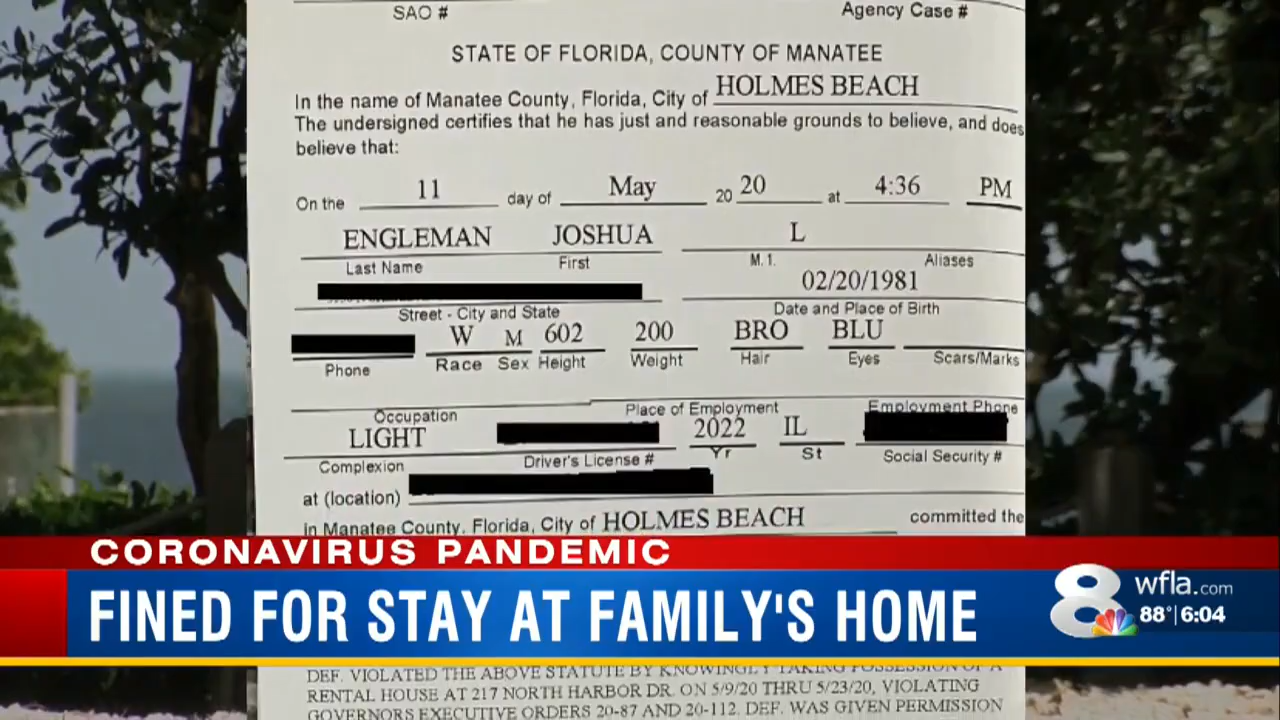 SAO # Agency Case #
STATE OF FLORIDA, COUNTY OF MANATEE
In the name of Manatee County, Florida, City of HOLMES BEACH
The undersigned certifies that he has just and reasonable grounds to believe, and does
believe that:
On the 11 day of May 20 20 at 4:36 PM
ENGLEMAN JOSHUA L
Last Name First M. 1. Aliases
02/20/1981
Street - City and State Date and Place of Birth
W M 602 200 BRO BLU
Phone Race Sex Height Weight Hair Eyes Scars/Marks
Occupation Place of Employment Employment Phone
LIGHT 2022 IL
Complexion Driver's License # Yr St Social Security #
at (location)
in Manatee County, Florida, City of HOLMES BEACH committed the
CORONAVIRUS PANDEMIC
FINED FOR STAY AT FAMILY'S HOME
8 wfla.com
88° 6:04
DEF. VIOLATED THE ABOVE STATUTE BY KNOWINGLY TAKING POSSESSION OF A
RENTAL HOUSE AT 217 NORTH HARBOR DR. ON 5/9/20 THRU 5/23/20, VIOLATING
GOVERNORS EXECUTIVE ORDERS 20-87 AND 20-112. DEF. WAS GIVEN PERMISSION